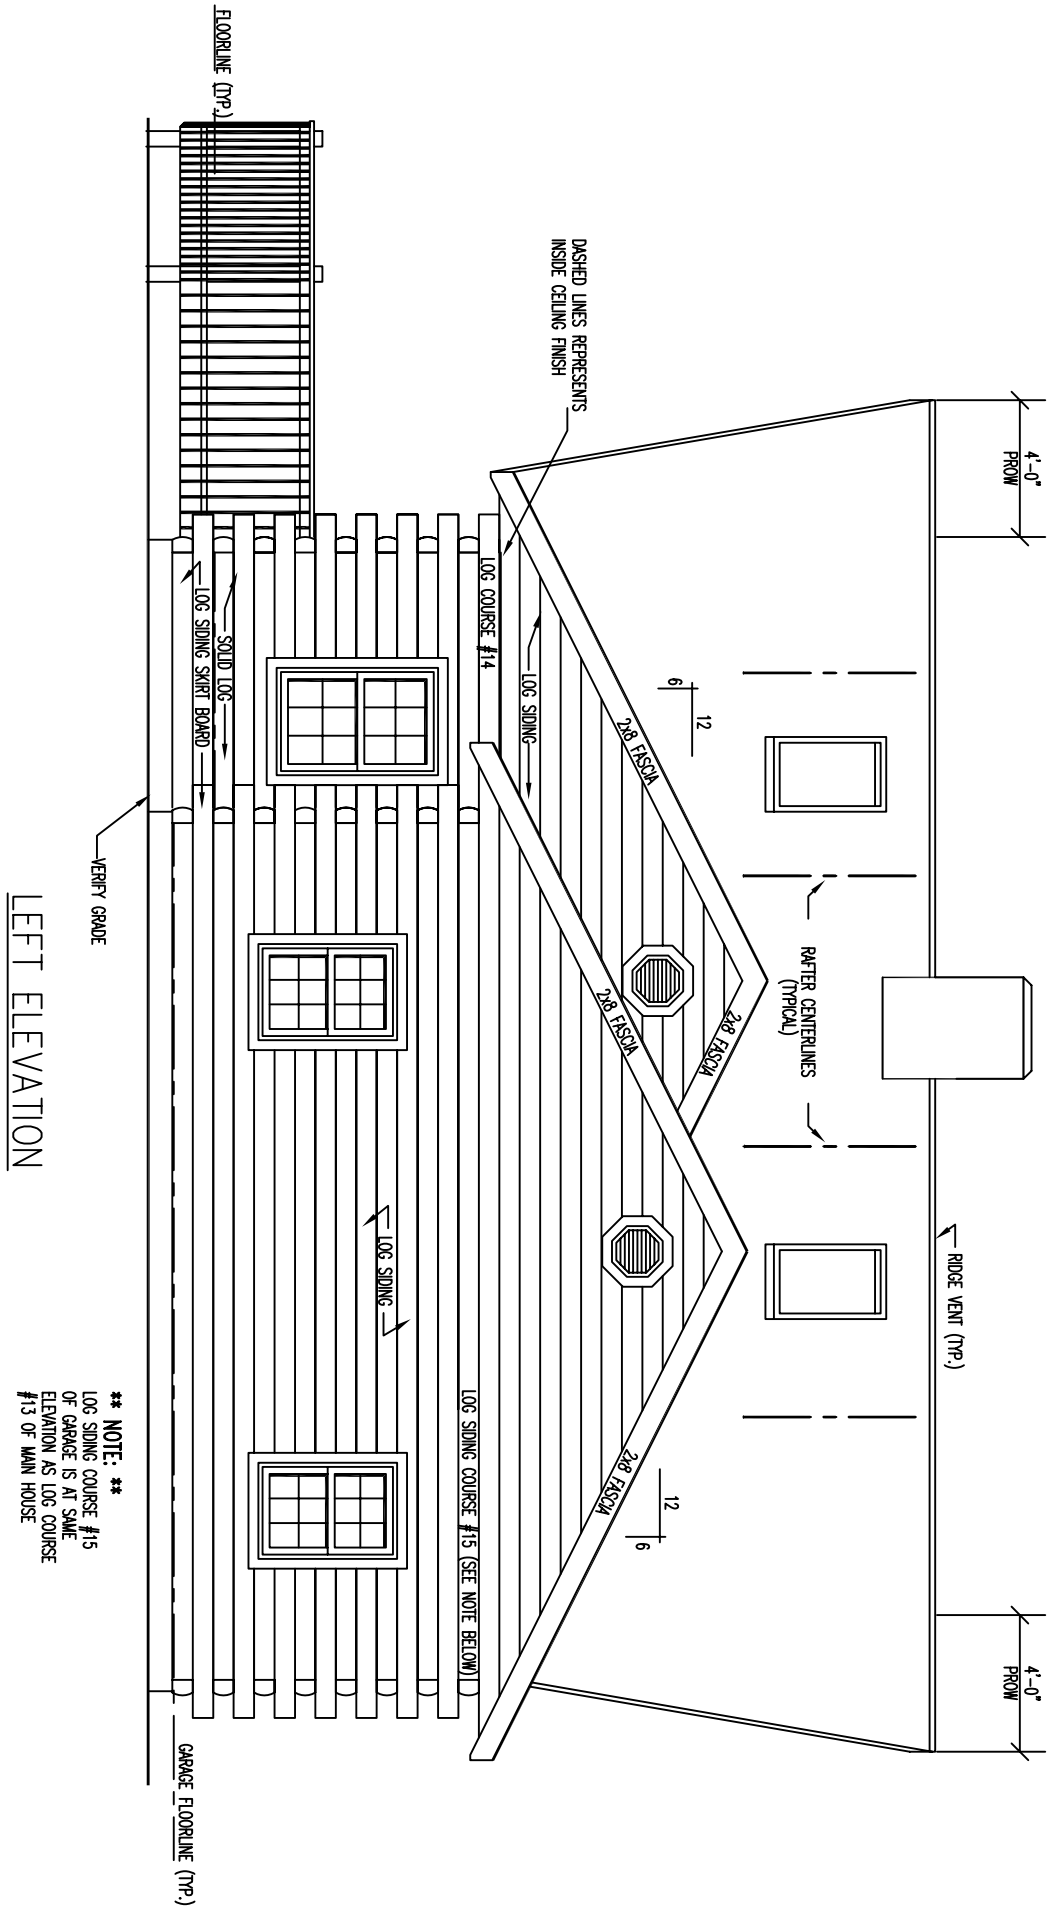 4'-0"
PROW
4'-0"
PROW
RIDGE VENT (TYP.)
RAFTER CENTERLINES
(TYPICAL)
12
6
12
6
2x8 FASCIA
2x8 FASCIA
2x8 FASCIA
2x8 FASCIA
DASHED LINES REPRESENTS
INSIDE CEILING FINISH
LOG SIDING
LOG COURSE #14
LOG SIDING COURSE #15 (SEE NOTE BELOW)
LOG SIDING
SOLID LOG
LOG SIDING SKIRT BOARD
FLOORLINE (TYP.)
GARAGE FLOORLINE (TYP.)
VERIFY GRADE
** NOTE: **
LOG SIDING COURSE #15
OF GARAGE IS AT SAME
ELEVATION AS LOG COURSE
#13 OF MAIN HOUSE
LEFT ELEVATION